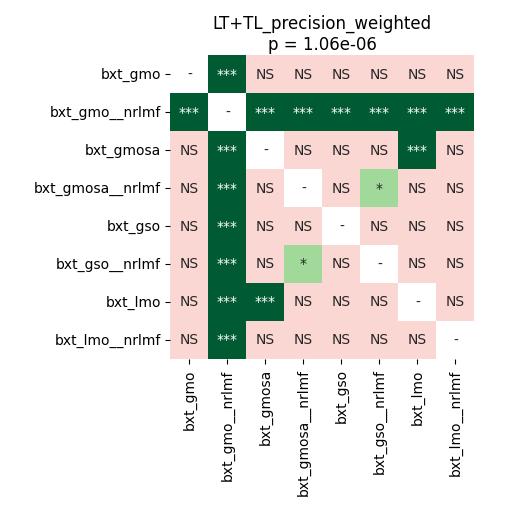 LT+TL_precision_weighted
p = 1.06e-06
bxt_gmo - *** NS NS NS NS NS NS
bxt_gmo__nrlmf *** - *** *** *** *** *** ***
bxt_gmosa NS *** - NS NS NS *** NS
bxt_gmosa__nrlmf NS *** NS - NS * NS NS
bxt_gso NS *** NS NS - NS NS NS
bxt_gso__nrlmf NS *** NS * NS - NS NS
bxt_lmo NS *** *** NS NS NS - NS
bxt_lmo__nrlmf NS *** NS NS NS NS NS -
bxt_gmo
bxt_gmo__nrlmf
bxt_gmosa
bxt_gmosa__nrlmf
bxt_gso
bxt_gso__nrlmf
bxt_lmo
bxt_lmo__nrlmf